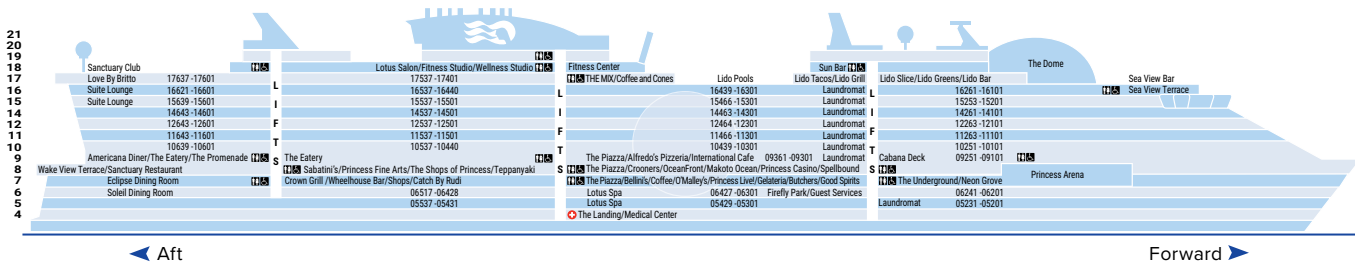 21
20
19
18 Sanctuary Club Lotus Salon/Fitness Studio/Wellness Studio Fitness Center Sun Bar The Dome
17 Love By Britto 17637 -17601 17537 -17401 THE MIX/Coffee and Cones Lido Pools Lido Tacos/Lido Grill Lido Slice/Lido Greens/Lido Bar Sea View Bar
16 Suite Lounge 16621 -16601 16537 -16440 16439 -16301 Laundromat 16261 -16101 Sea View Terrace
15 Suite Lounge 15639 -15601 15537 -15501 15466 -15301 Laundromat 15253 -15201
14 14643 -14601 14537 -14501 14463 -14301 Laundromat 14261 -14101
12 12643 -12601 12537 -12501 12464 -12301 Laundromat 12263 -12101
11 11643 -11601 11537 -11501 11466 -11301 Laundromat 11263 -11101
10 10639 -10601 10537 -10440 10439 -10301 Laundromat 10251 -10101
LIFTS LIFTS LIFTS
9 Americana Diner/The Eatery/The Promenade The Eatery The Piazza/Alfredo's Pizzeria/International Cafe 09361 -09301 Laundromat Cabana Deck 09251 -09101
8 Wake View Terrace/Sanctuary Restaurant Sabatini's/Princess Fine Arts/The Shops of Princess/Teppanyaki The Piazza/Crooners/OceanFront/Makoto Ocean/Princess Casino/Spellbound Princess Arena
7 Eclipse Dining Room Crown Grill /Wheelhouse Bar/Shops/Catch By Rudi The Piazza/Bellini's/Coffee/O'Malley's/Princess Live!/Gelateria/Butchers/Good Spirits The Underground/Neon Grove
6 Soleil Dining Room 06517 -06428 Lotus Spa 06427 -06301 Firefly Park/Guest Services 06241 -06201
5 05537 -05431 Lotus Spa 05429 -05301 Laundromat 05231 -05201
4 The Landing/Medical Center
Aft Forward